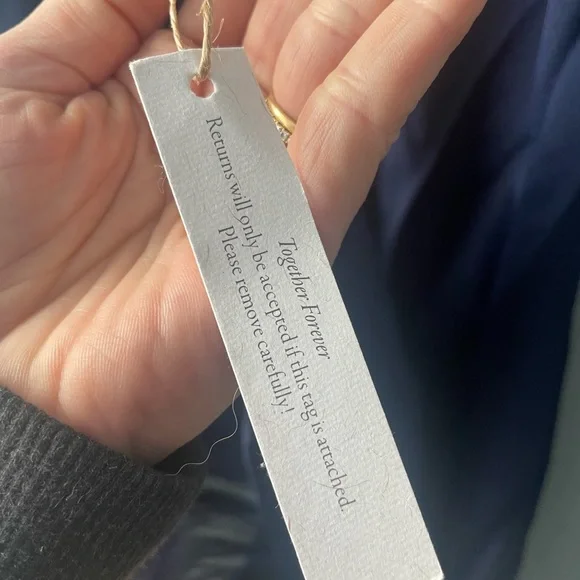 Together Forever
Returns will only be accepted if this tag is attached.
Please remove carefully!